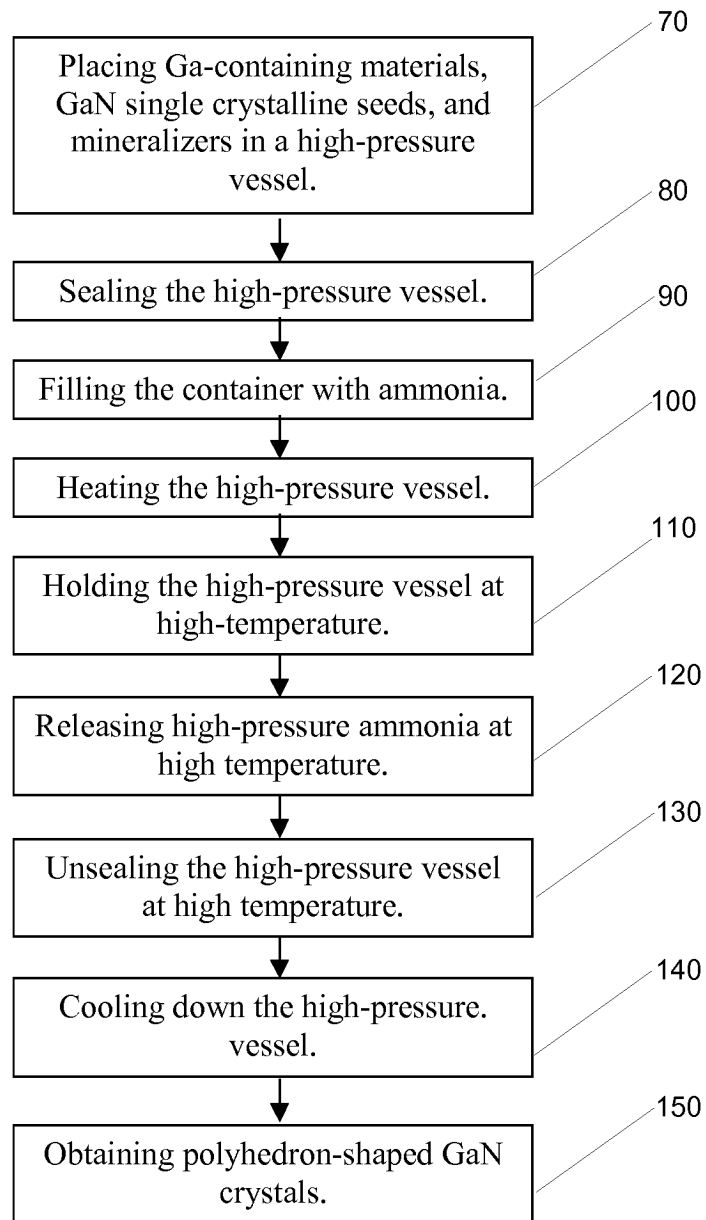 70
Placing Ga-containing materials,
GaN single crystalline seeds, and
mineralizers in a high-pressure
vessel.
80
Sealing the high-pressure vessel.
90
Filling the container with ammonia.
100
Heating the high-pressure vessel.
110
Holding the high-pressure vessel at
high-temperature.
120
Releasing high-pressure ammonia at
high temperature.
130
Unsealing the high-pressure vessel
at high temperature.
140
Cooling down the high-pressure.
vessel.
150
Obtaining polyhedron-shaped GaN
crystals.